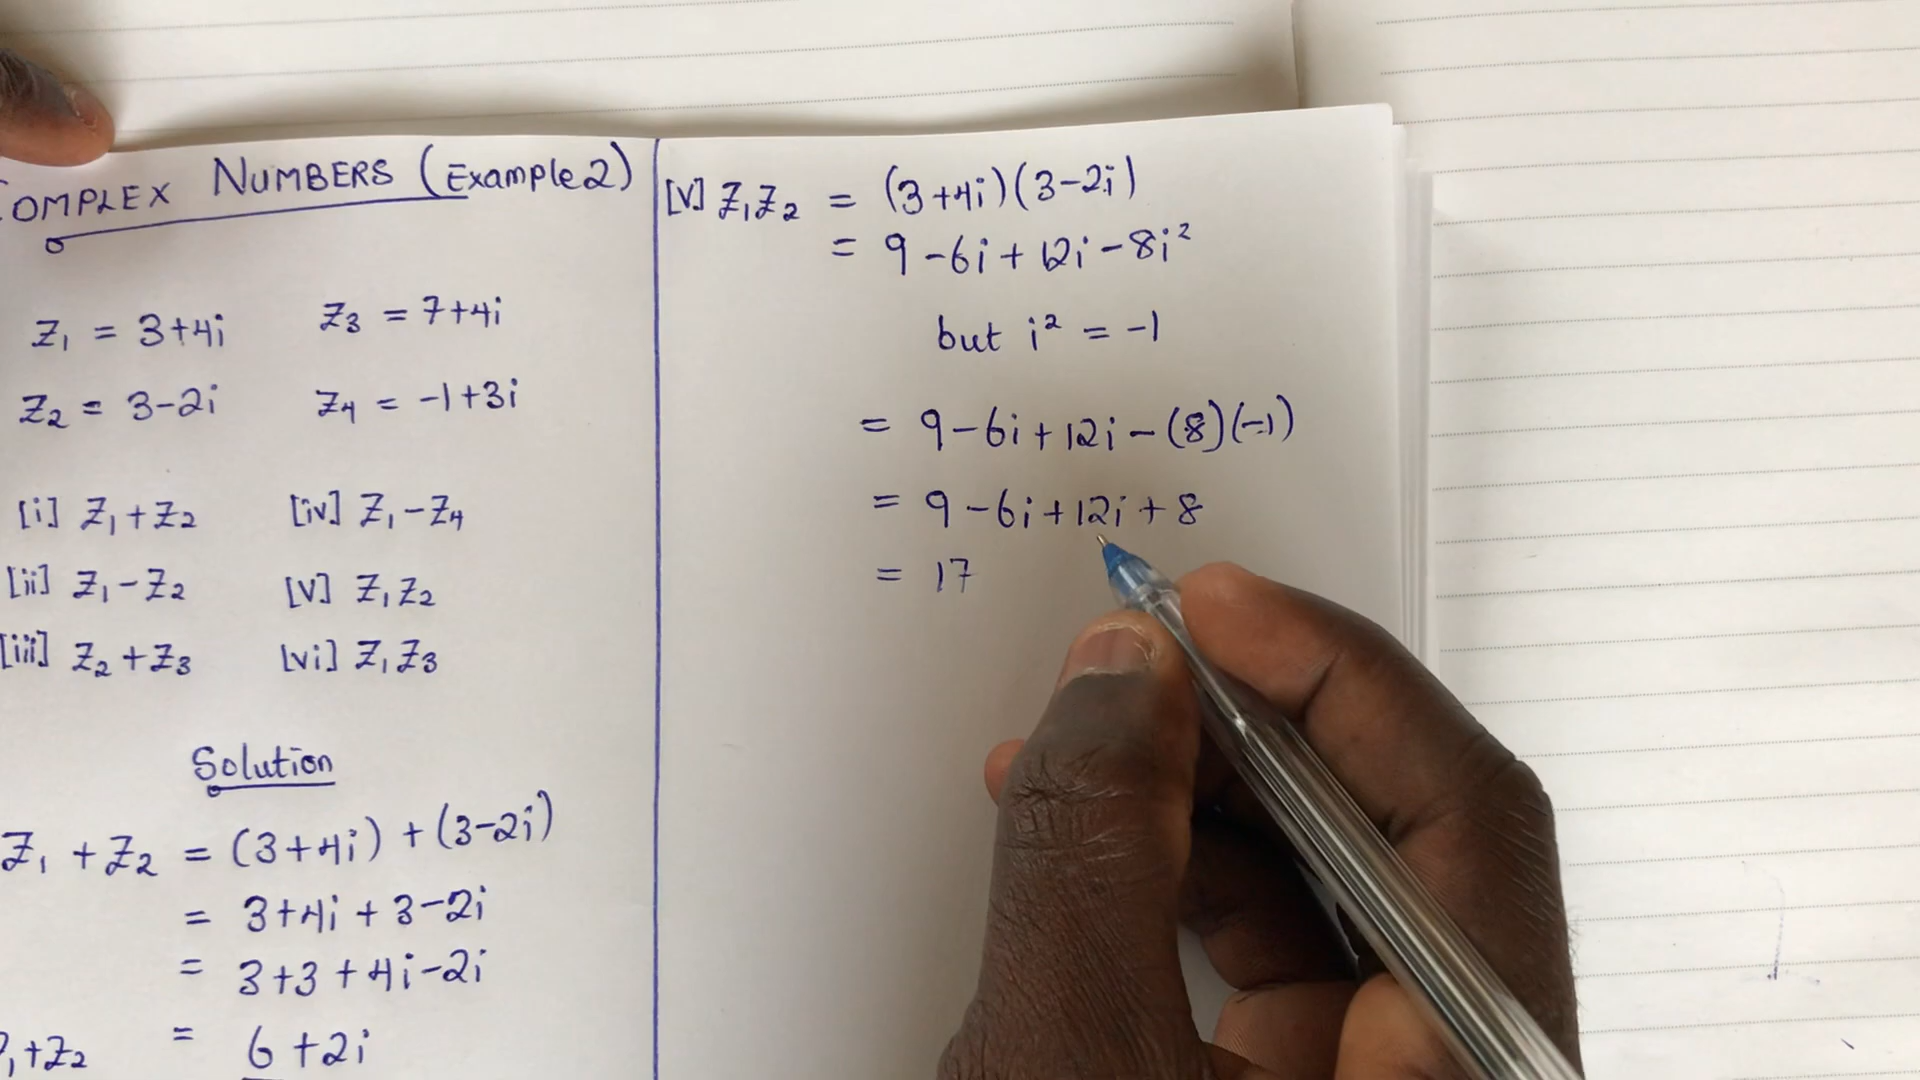 COMPLEX NUMBERS (Example 2)
Z₁ = 3+4i Z₃ = 7+4i
Z₂ = 3-2i Z₄ = -1+3i
[i] Z₁+Z₂ [iv] Z₁-Z₄
[ii] Z₁-Z₂ [V] Z₁Z₂
[iii] Z₂+Z₃ [vi] Z₁Z₃
Solution
Z₁ +Z₂ = (3+4i) + (3-2i)
= 3+4i + 3-2i
= 3+3 +4i-2i
₁+Z₂ = 6 +2i
[V] Z₁Z₂ = (3+4i)(3-2i)
= 9 -6i + 12i -8i²
but i² = -1
= 9-6i+12i-(8)(-1)
= 9 -6i+12i + 8
= 17